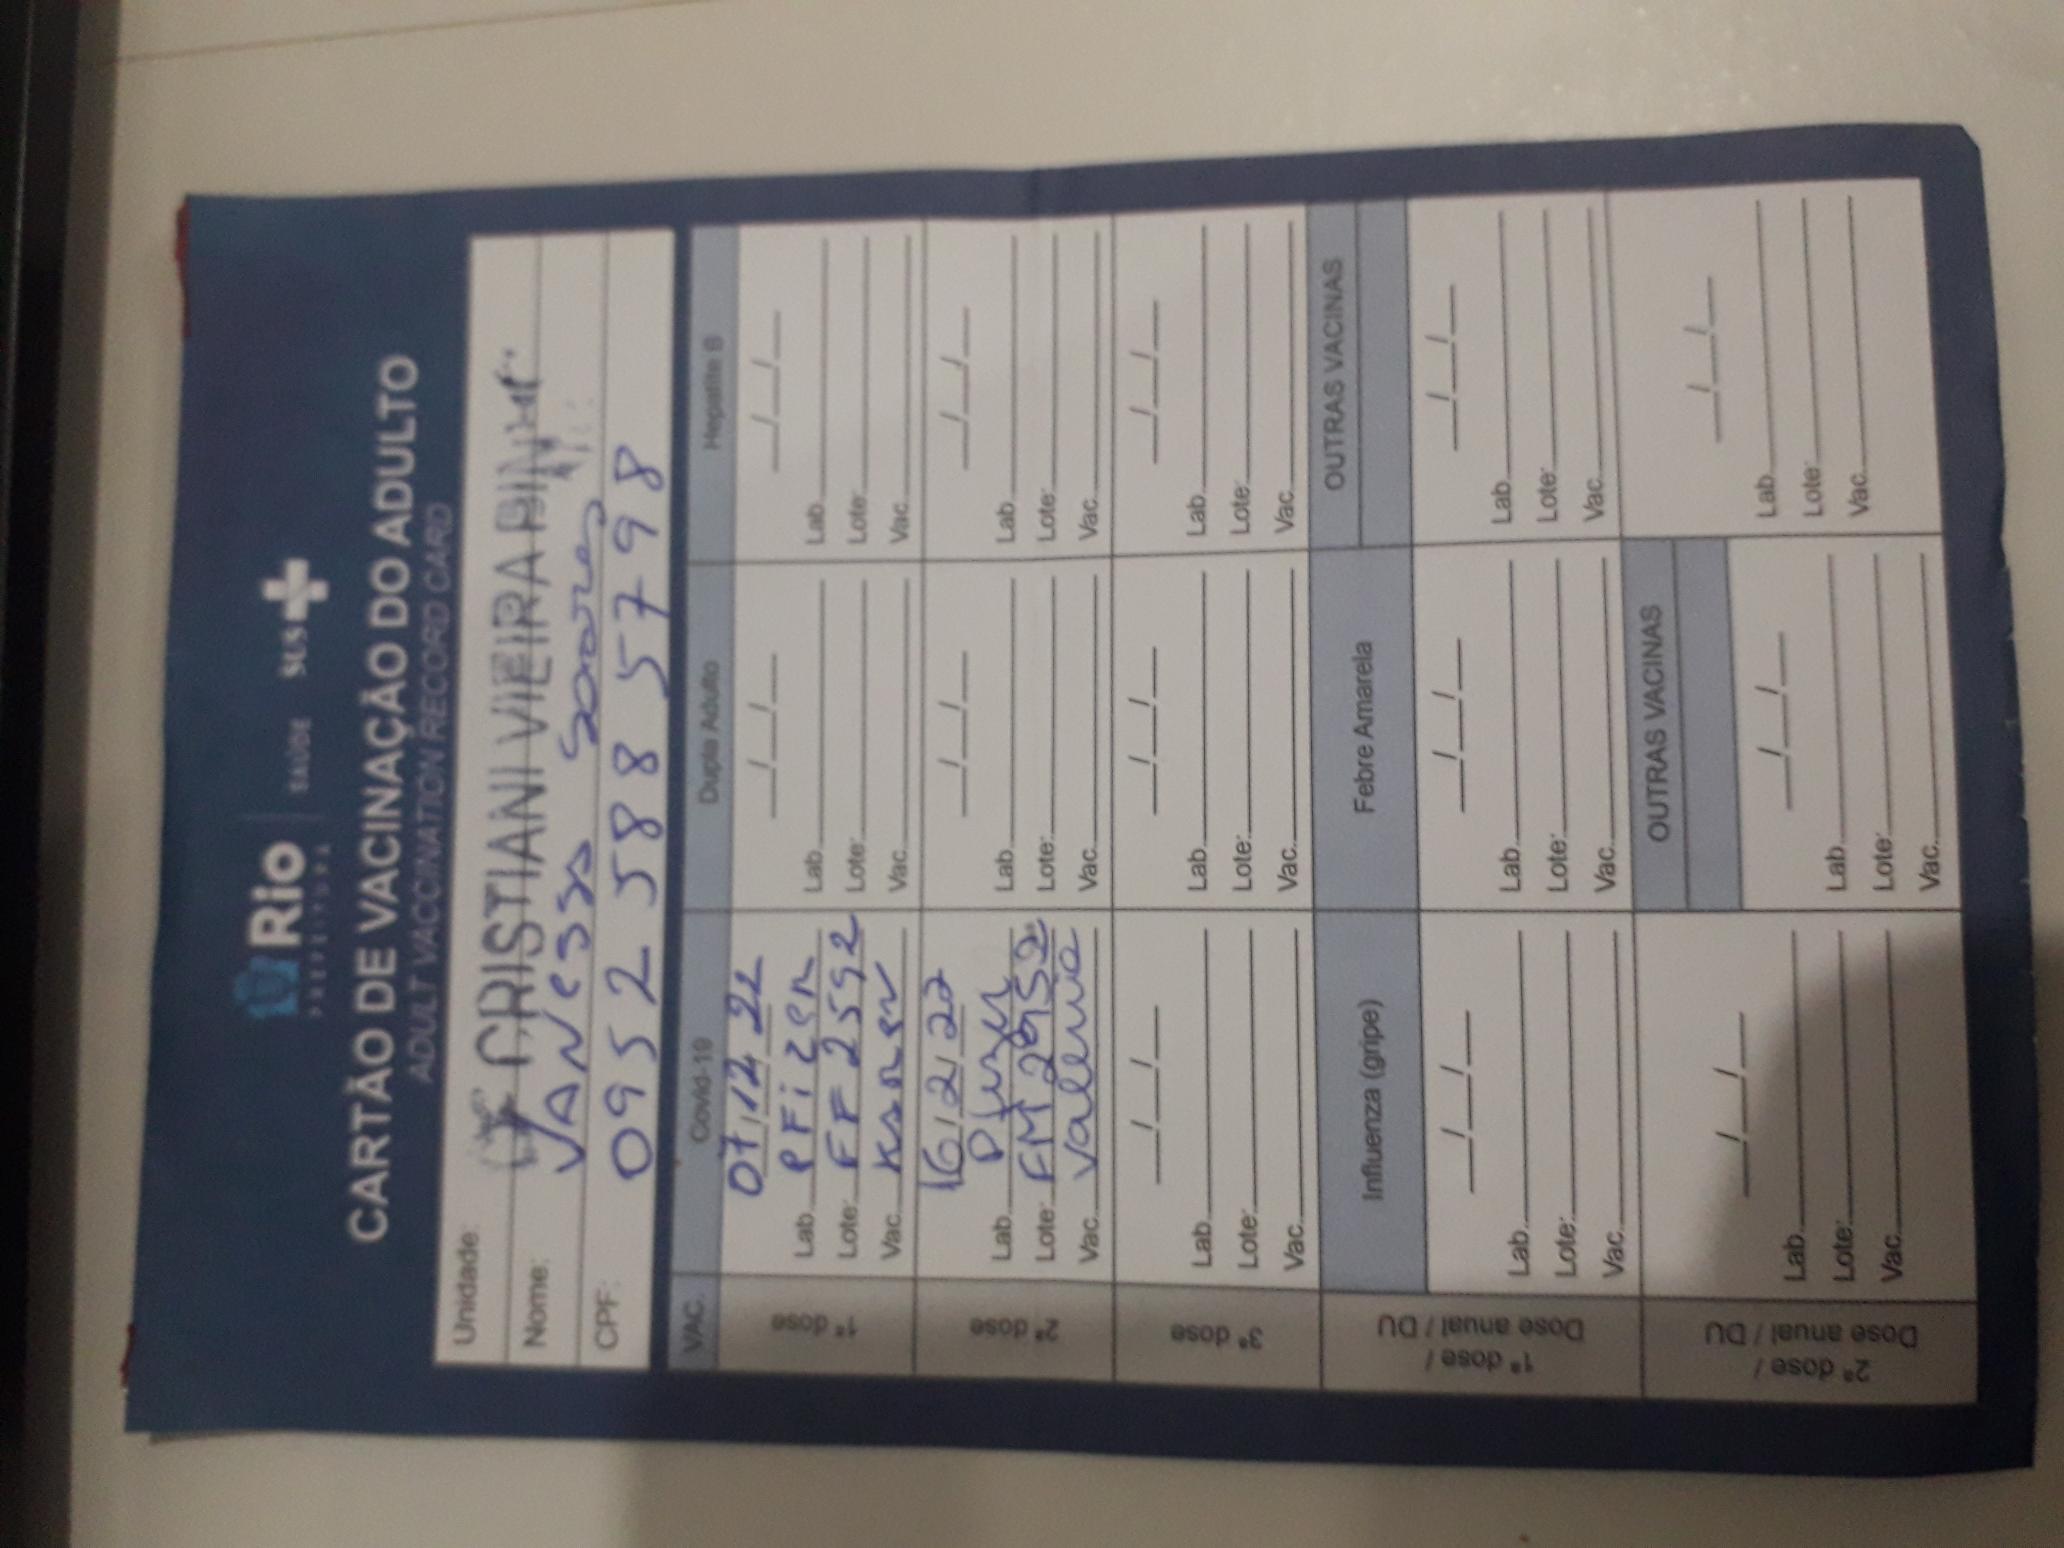 Rio
PREFEITURA
SAÚDE
SUS
CARTÃO DE VACINAÇÃO DO ADULTO
ADULT VACCINATION RECORD CARD
Unidade: CF CRISTIANI VIEIRA
Nome: VANessa Soares
CPF: 0952 588 5798
VAC. Covid-19 Dupla Adulto Hepatite B
1ª dose
07/12/22 __/__/__ __/__/__
Lab. PFizer Lab. Lab.
Lote: FF 2592 Lote: Lote:
Vac. Karen Vac. Vac.
2ª dose
16/2/22 __/__/__ __/__/__
Lab. Pfizer Lab. Lab.
Lote: FM 2952 Lote: Lote:
Vac. Valeria Vac. Vac.
3ª dose
__/__/__ __/__/__ __/__/__
Lab. Lab. Lab.
Lote: Lote: Lote:
Vac. Vac. Vac.
Influenza (gripe) Febre Amarela OUTRAS VACINAS
1ª dose /
Dose anual / DU
__/__/__ __/__/__ __/__/__
Lab. Lab. Lab.
Lote: Lote: Lote:
Vac. Vac. Vac.
2ª dose /
Dose anual / DU
OUTRAS VACINAS
__/__/__ __/__/__ __/__/__
Lab. Lab. Lab.
Lote: Lote: Lote:
Vac. Vac. Vac.